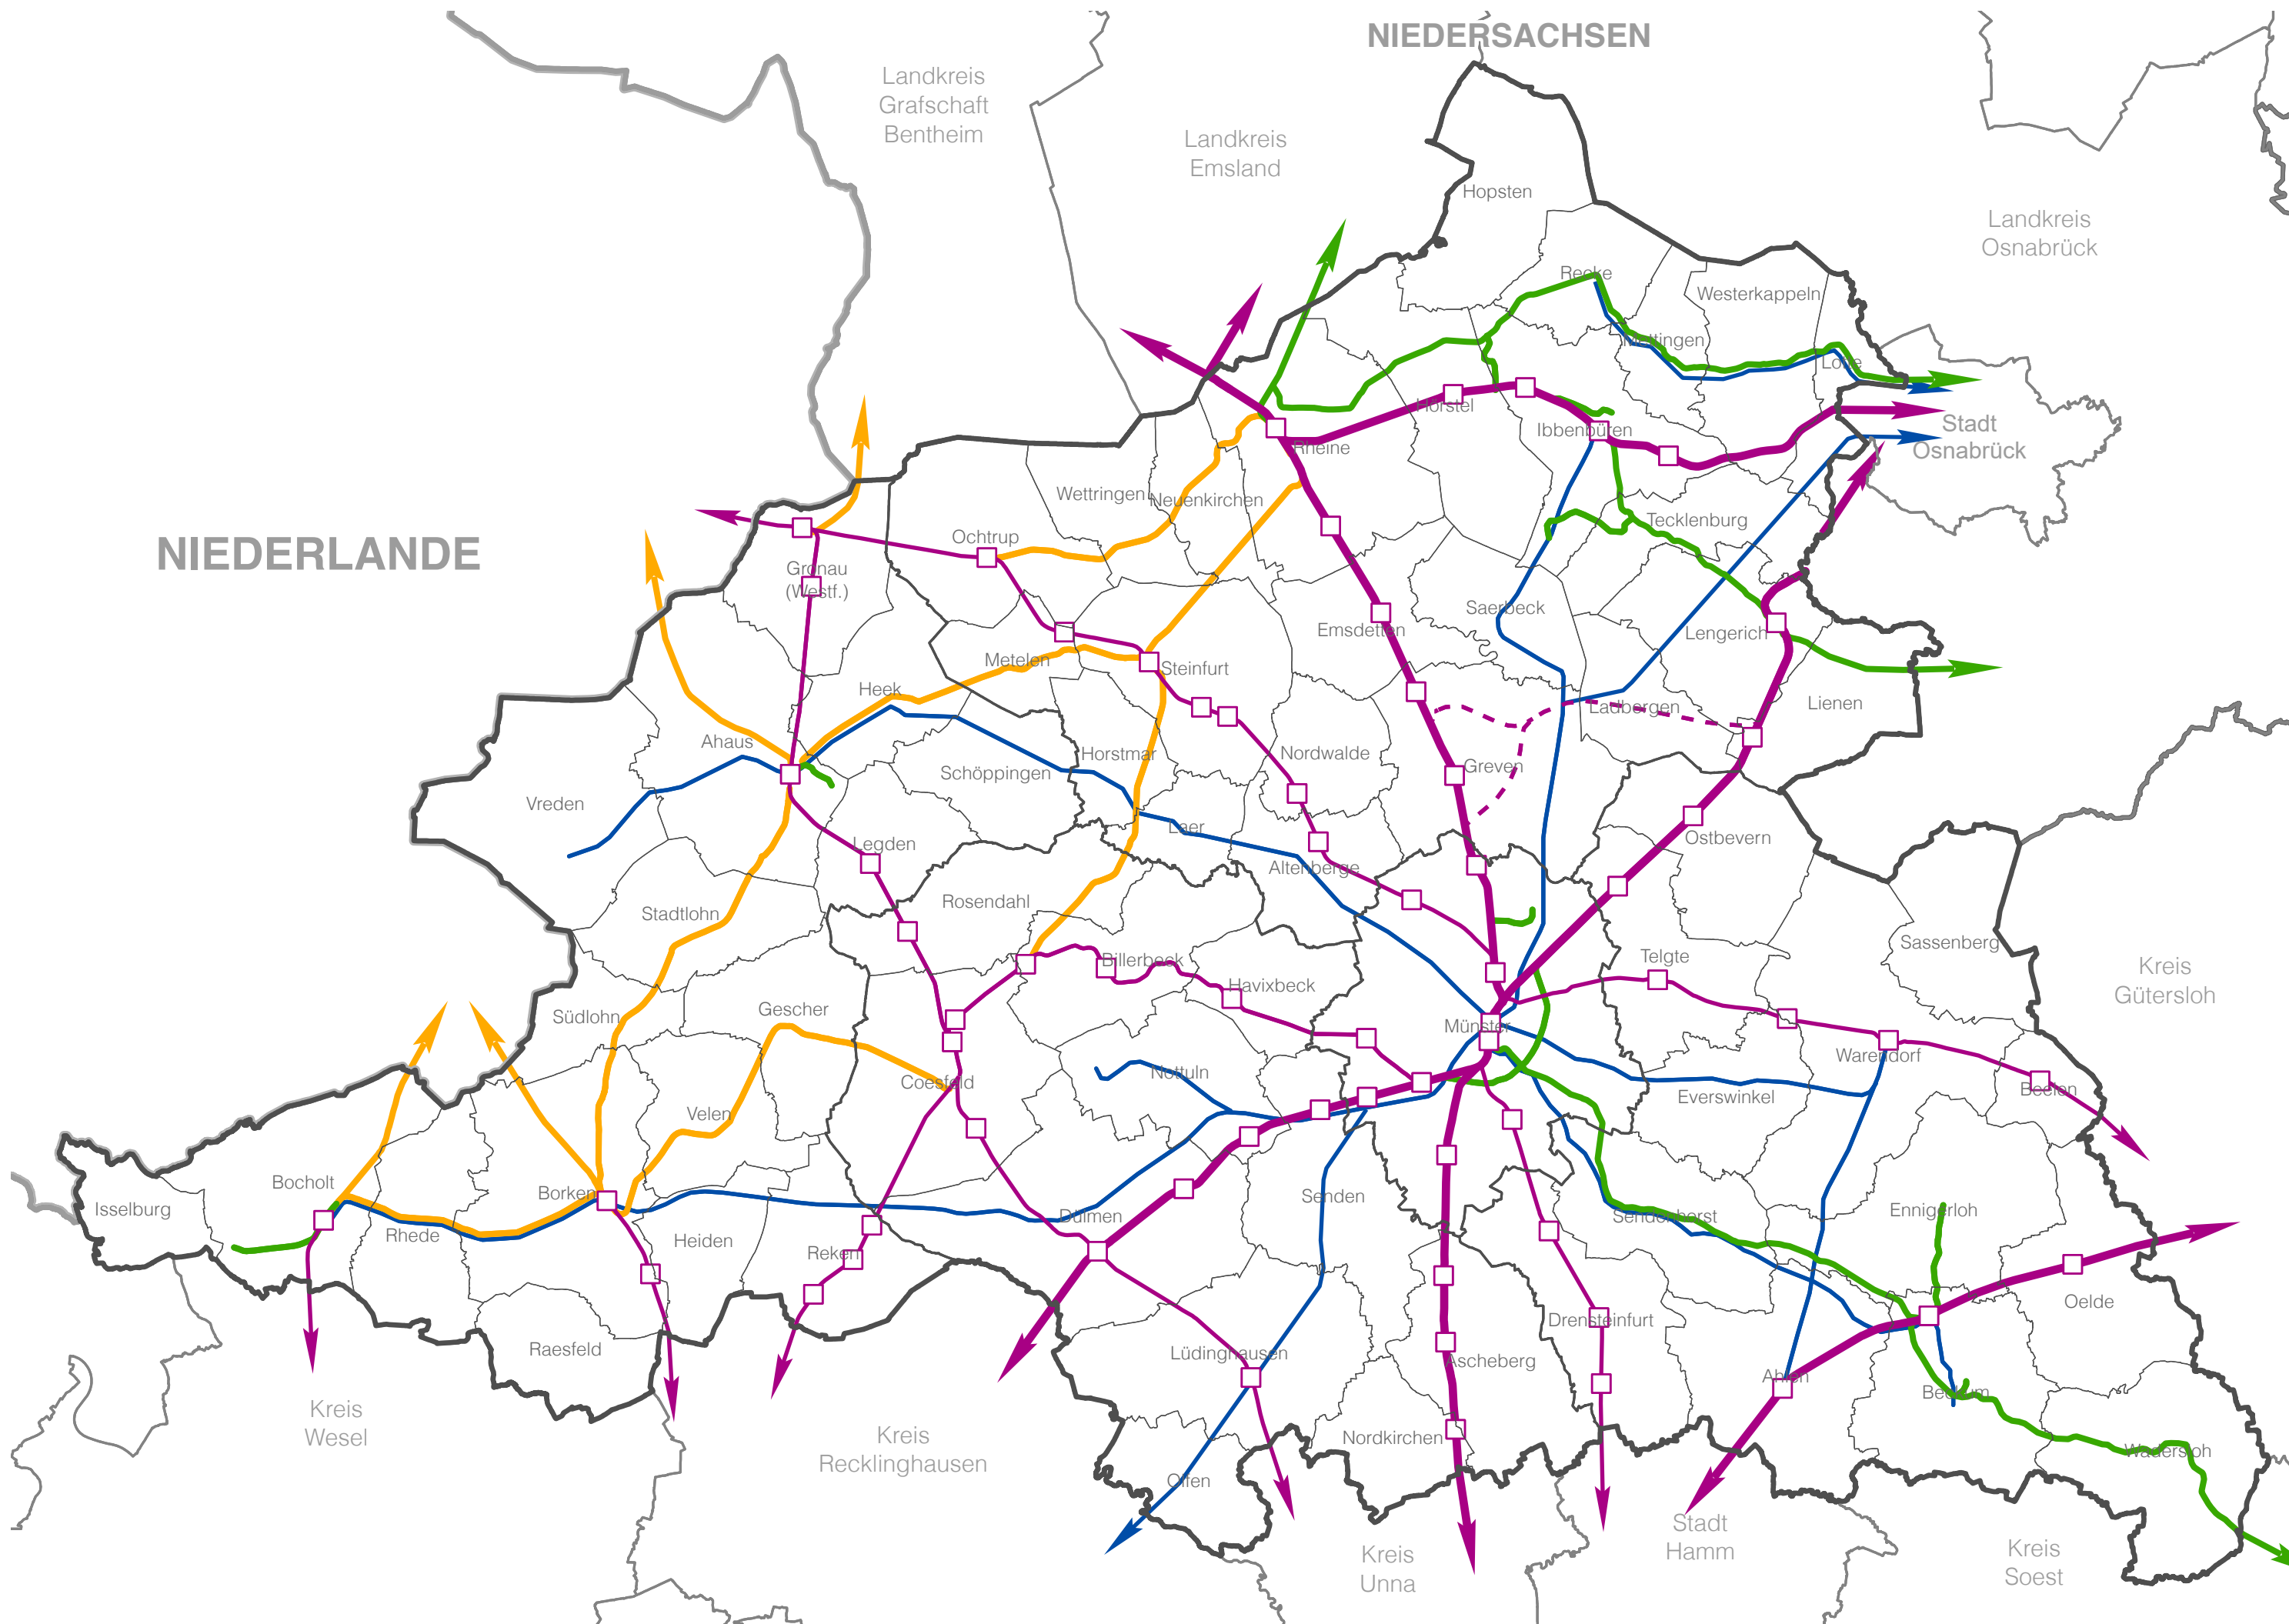 NIEDERSACHSEN
Landkreis
Grafschaft
Bentheim
Landkreis
Emsland
Hopsten
Landkreis
Osnabrück
Recke
Westerkappeln
Mettingen
Lotte
Hörstel
Stadt
Osnabrück
Ibbenbüren
Rheine
Wettringen
Neuenkirchen
Tecklenburg
NIEDERLANDE
Ochtrup
Gronau
(Westf.)
Saerbeck
Emsdetten
Lengerich
Metelen
Steinfurt
Heek
Ladbergen
Lienen
Ahaus
Horstmar
Nordwalde
Schöppingen
Greven
Vreden
Laer
Ostbevern
Legden
Altenberge
Rosendahl
Stadtlohn
Sassenberg
Telgte
Billerbeck
Kreis
Gütersloh
Havixbeck
Gescher
Südlohn
Münster
Warendorf
Nottuln
Coesfeld
Beelen
Everswinkel
Velen
Bocholt
Borken
Senden
Isselburg
Ennigerloh
Dülmen
Sendenhorst
Rhede
Heiden
Reken
Oelde
Drensteinfurt
Raesfeld
Lüdinghausen
Ascheberg
Ahlen
Beckum
Kreis
Wesel
Kreis
Recklinghausen
Nordkirchen
Wadersloh
Olfen
Stadt
Hamm
Kreis
Unna
Kreis
Soest